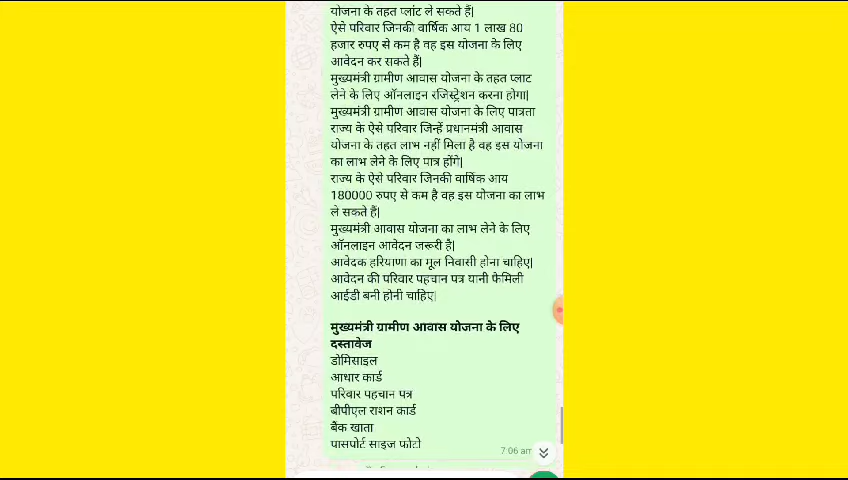 योजना के तहत प्लांट ले सकते हैं|
ऐसे परिवार जिनकी वार्षिक आय 1 लाख 80
हजार रुपए से कम है वह इस योजना के लिए
आवेदन कर सकते हैं|
मुख्यमंत्री ग्रामीण आवास योजना के तहत प्लाट
लेने के लिए ऑनलाइन रजिस्ट्रेशन करना होगा|
मुख्यमंत्री ग्रामीण आवास योजना के लिए पात्रता
राज्य के ऐसे परिवार जिन्हें प्रधानमंत्री आवास
योजना के तहत लाभ नहीं मिला है वह इस योजना
का लाभ लेने के लिए पात्र होंगे|
राज्य के ऐसे परिवार जिनकी वार्षिक आय
180000 रुपए से कम है वह इस योजना का लाभ
ले सकते हैं|
मुख्यमंत्री आवास योजना का लाभ लेने के लिए
ऑनलाइन आवेदन जरूरी है|
आवेदक हरियाणा का मूल निवासी होना चाहिए|
आवेदन की परिवार पहचान पत्र यानी फैमिली
आईडी बनी होनी चाहिए|
मुख्यमंत्री ग्रामीण आवास योजना के लिए
दस्तावेज
डोमिसाइल
आधार कार्ड
परिवार पहचान पत्र
बीपीएल राशन कार्ड
बैंक खाता
पासपोर्ट साइज फोटो
7:06 am